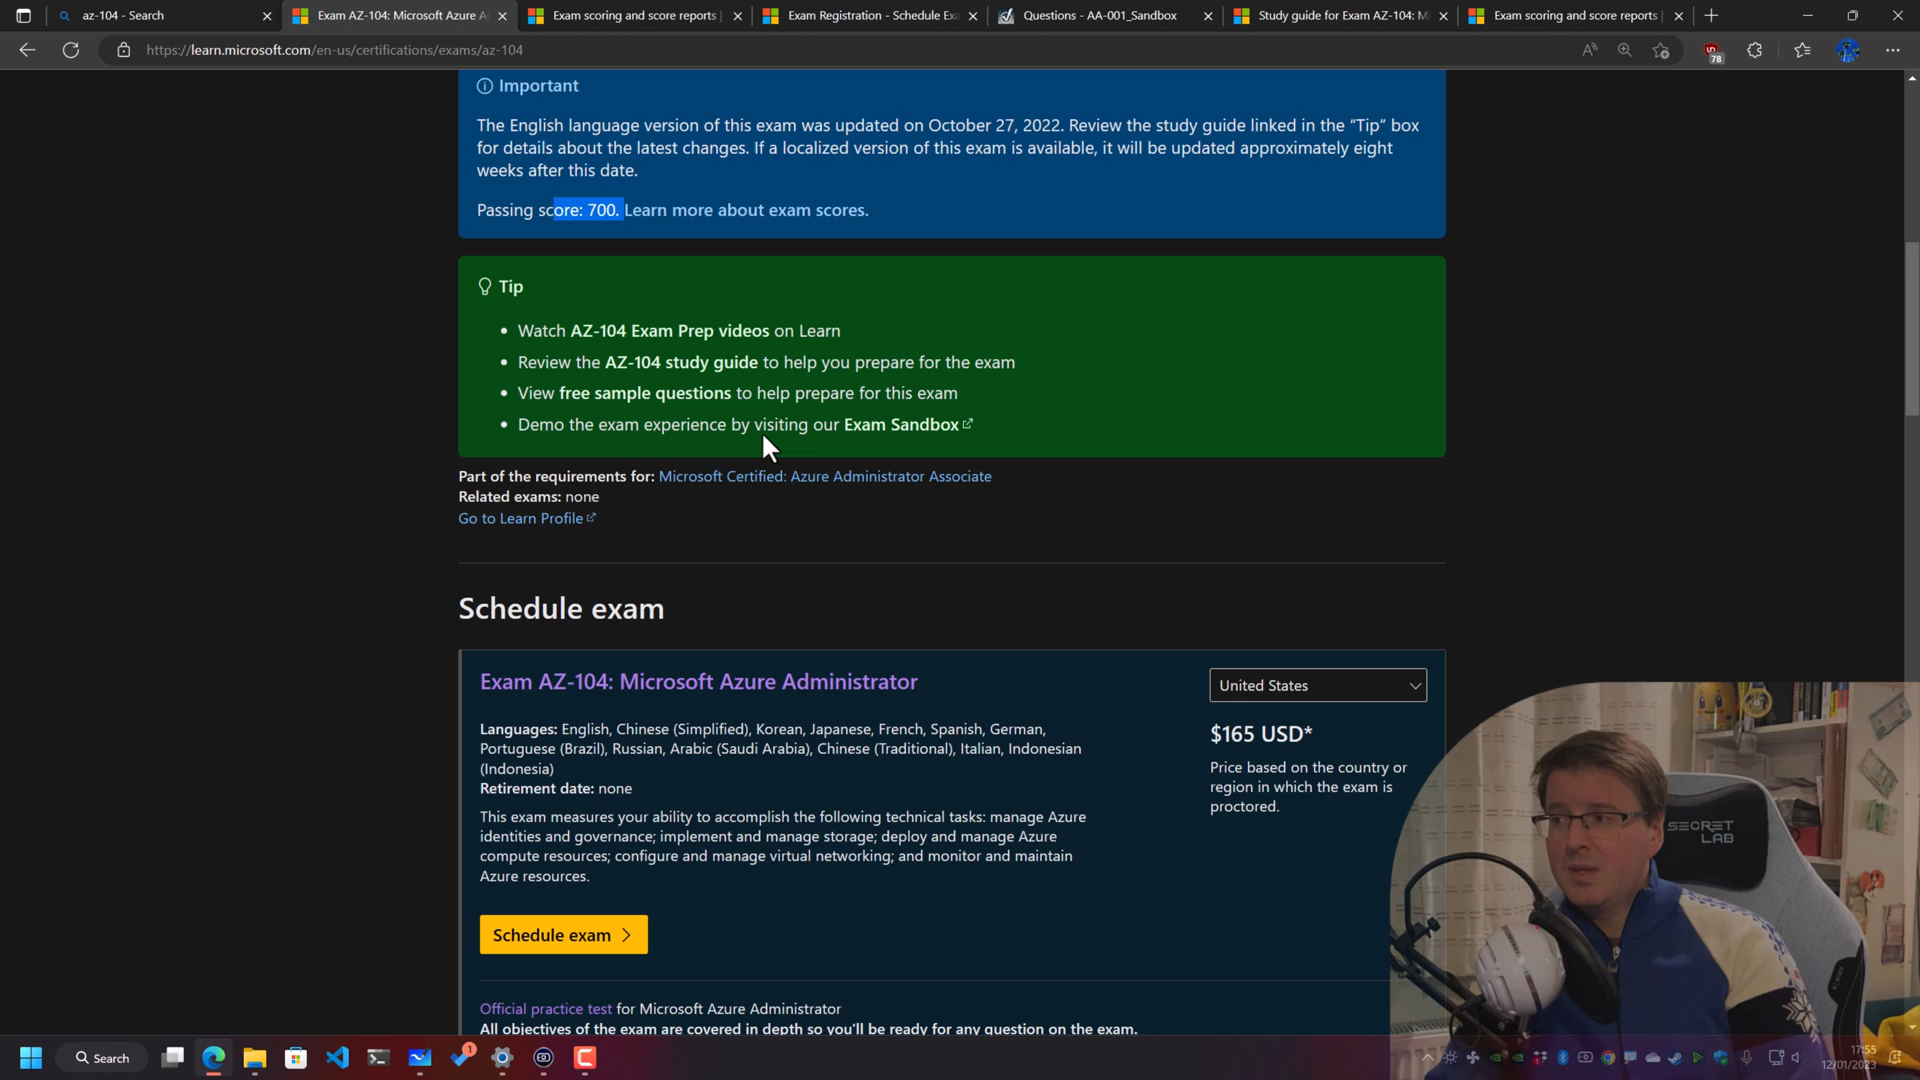 az-104 - Search
Exam AZ-104: Microsoft Azure A
Exam scoring and score reports
Exam Registration - Schedule Exa
Questions - AA-001_Sandbox
Study guide for Exam AZ-104: Mi
Exam scoring and score reports
https://learn.microsoft.com/en-us/certifications/exams/az-104
78
Important
The English language version of this exam was updated on October 27, 2022. Review the study guide linked in the “Tip” box
for details about the latest changes. If a localized version of this exam is available, it will be updated approximately eight
weeks after this date.
Passing score: 700. Learn more about exam scores.
Tip
• Watch AZ-104 Exam Prep videos on Learn
• Review the AZ-104 study guide to help you prepare for the exam
• View free sample questions to help prepare for this exam
• Demo the exam experience by visiting our Exam Sandbox
Part of the requirements for: Microsoft Certified: Azure Administrator Associate
Related exams: none
Go to Learn Profile
Schedule exam
Exam AZ-104: Microsoft Azure Administrator
United States
Languages: English, Chinese (Simplified), Korean, Japanese, French, Spanish, German,
Portuguese (Brazil), Russian, Arabic (Saudi Arabia), Chinese (Traditional), Italian, Indonesian
(Indonesia)
Retirement date: none
$165 USD*
Price based on the country or
region in which the exam is
proctored.
This exam measures your ability to accomplish the following technical tasks: manage Azure
identities and governance; implement and manage storage; deploy and manage Azure
compute resources; configure and manage virtual networking; and monitor and maintain
Azure resources.
SECRET
LAB
Schedule exam
Official practice test for Microsoft Azure Administrator
All objectives of the exam are covered in depth so you'll be ready for any question on the exam.
Search
1
17:55
12/01/2023